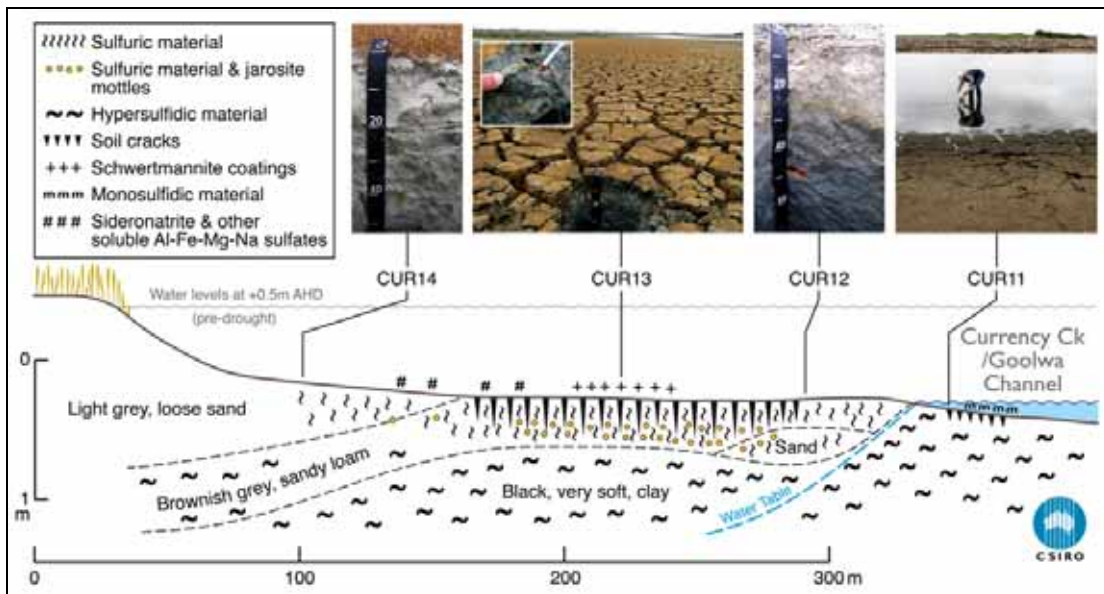 Sulfuric material
Sulfuric material & jarosite
mottles
Hypersulfidic material
Soil cracks
+++ Schwertmannite coatings
mmm Monosulfidic material
### Sideronatrite & other
soluble Al-Fe-Mg-Na sulfates
20
CUR14
CUR13
CUR12
CUR11
Water levels at +0.5m AHD
(pre-drought)
Currency Ck
/Goolwa
Channel
0
Light grey, loose sand
Brownish grey, sandy loam
Black, very soft, clay
Sand
Water Table
1
m
CSIRO
0
100
200
300 m